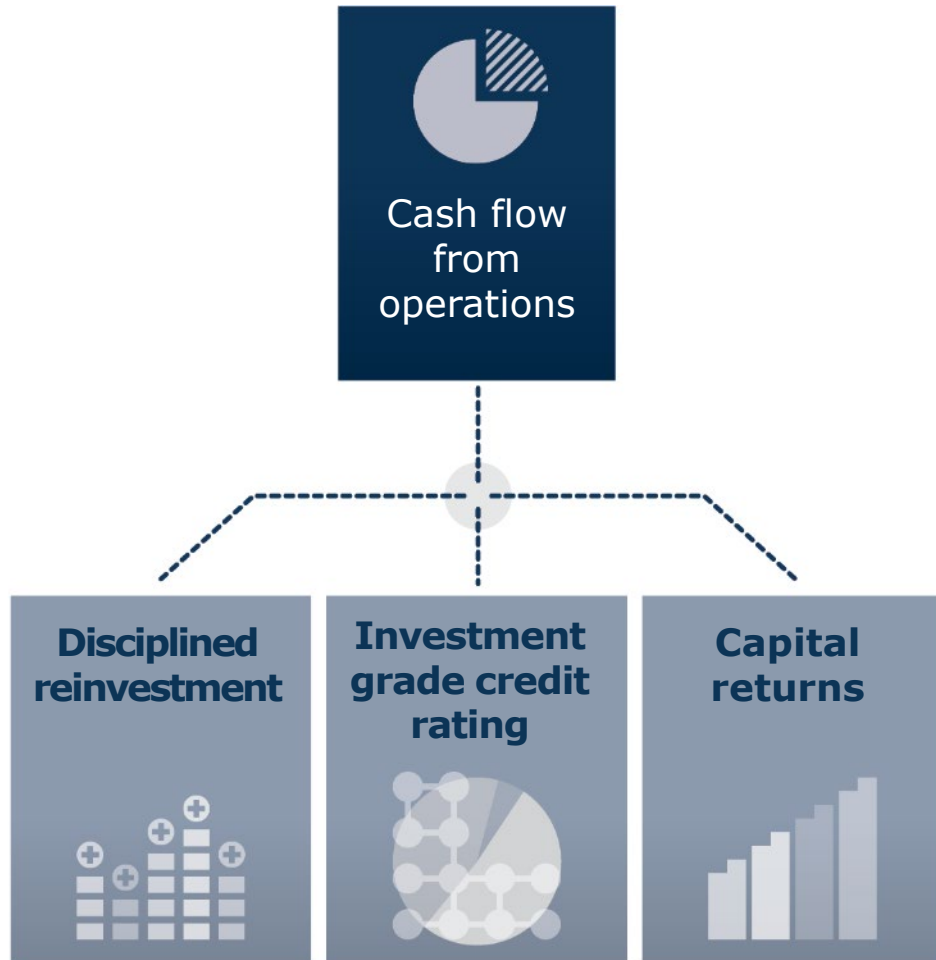 Cash flow
from
operations
Disciplined
reinvestment
Investment
grade credit
rating
Capital
returns